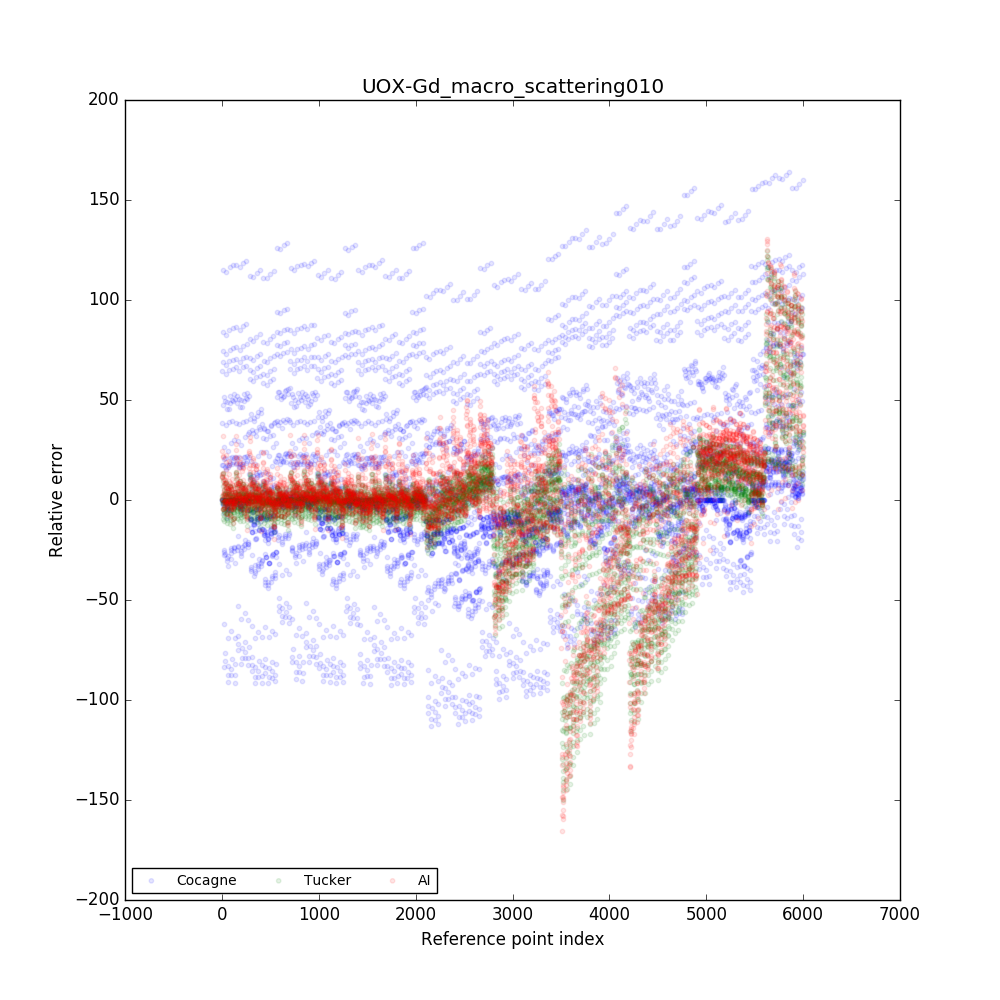 UOX-Gd_macro_scattering010
200
150
100
50
0
−50
−100
−150
−200
Relative error
Cocagne Tucker AI
−1000 0 1000 2000 3000 4000 5000 6000 7000
Reference point index